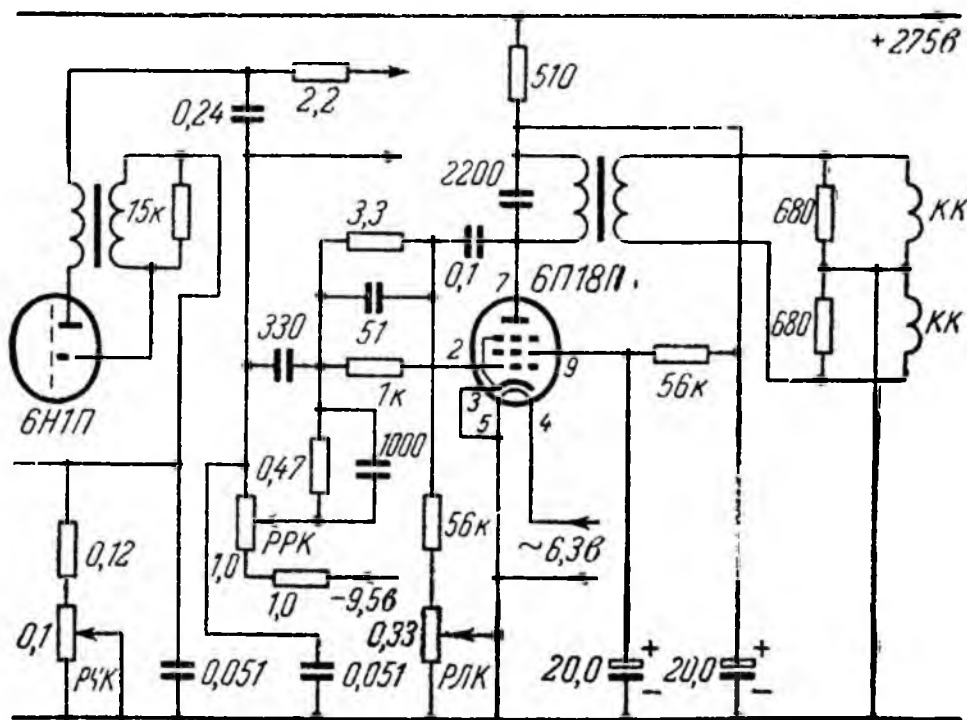 +275в
510
2,2
0,24
2200
15к
3,3
680
КК
0,1
6П18П
7
330
51
680
КК
2
9
1к
56к
3
6Н1П
5
4
1000
0,47
56к
РРК
~6,3в
0,12
1,0
1,0
-9,5в
0,1
0,33
+
+
РЧК
0,051
0,051
РЛК
20,0
20,0
-
-